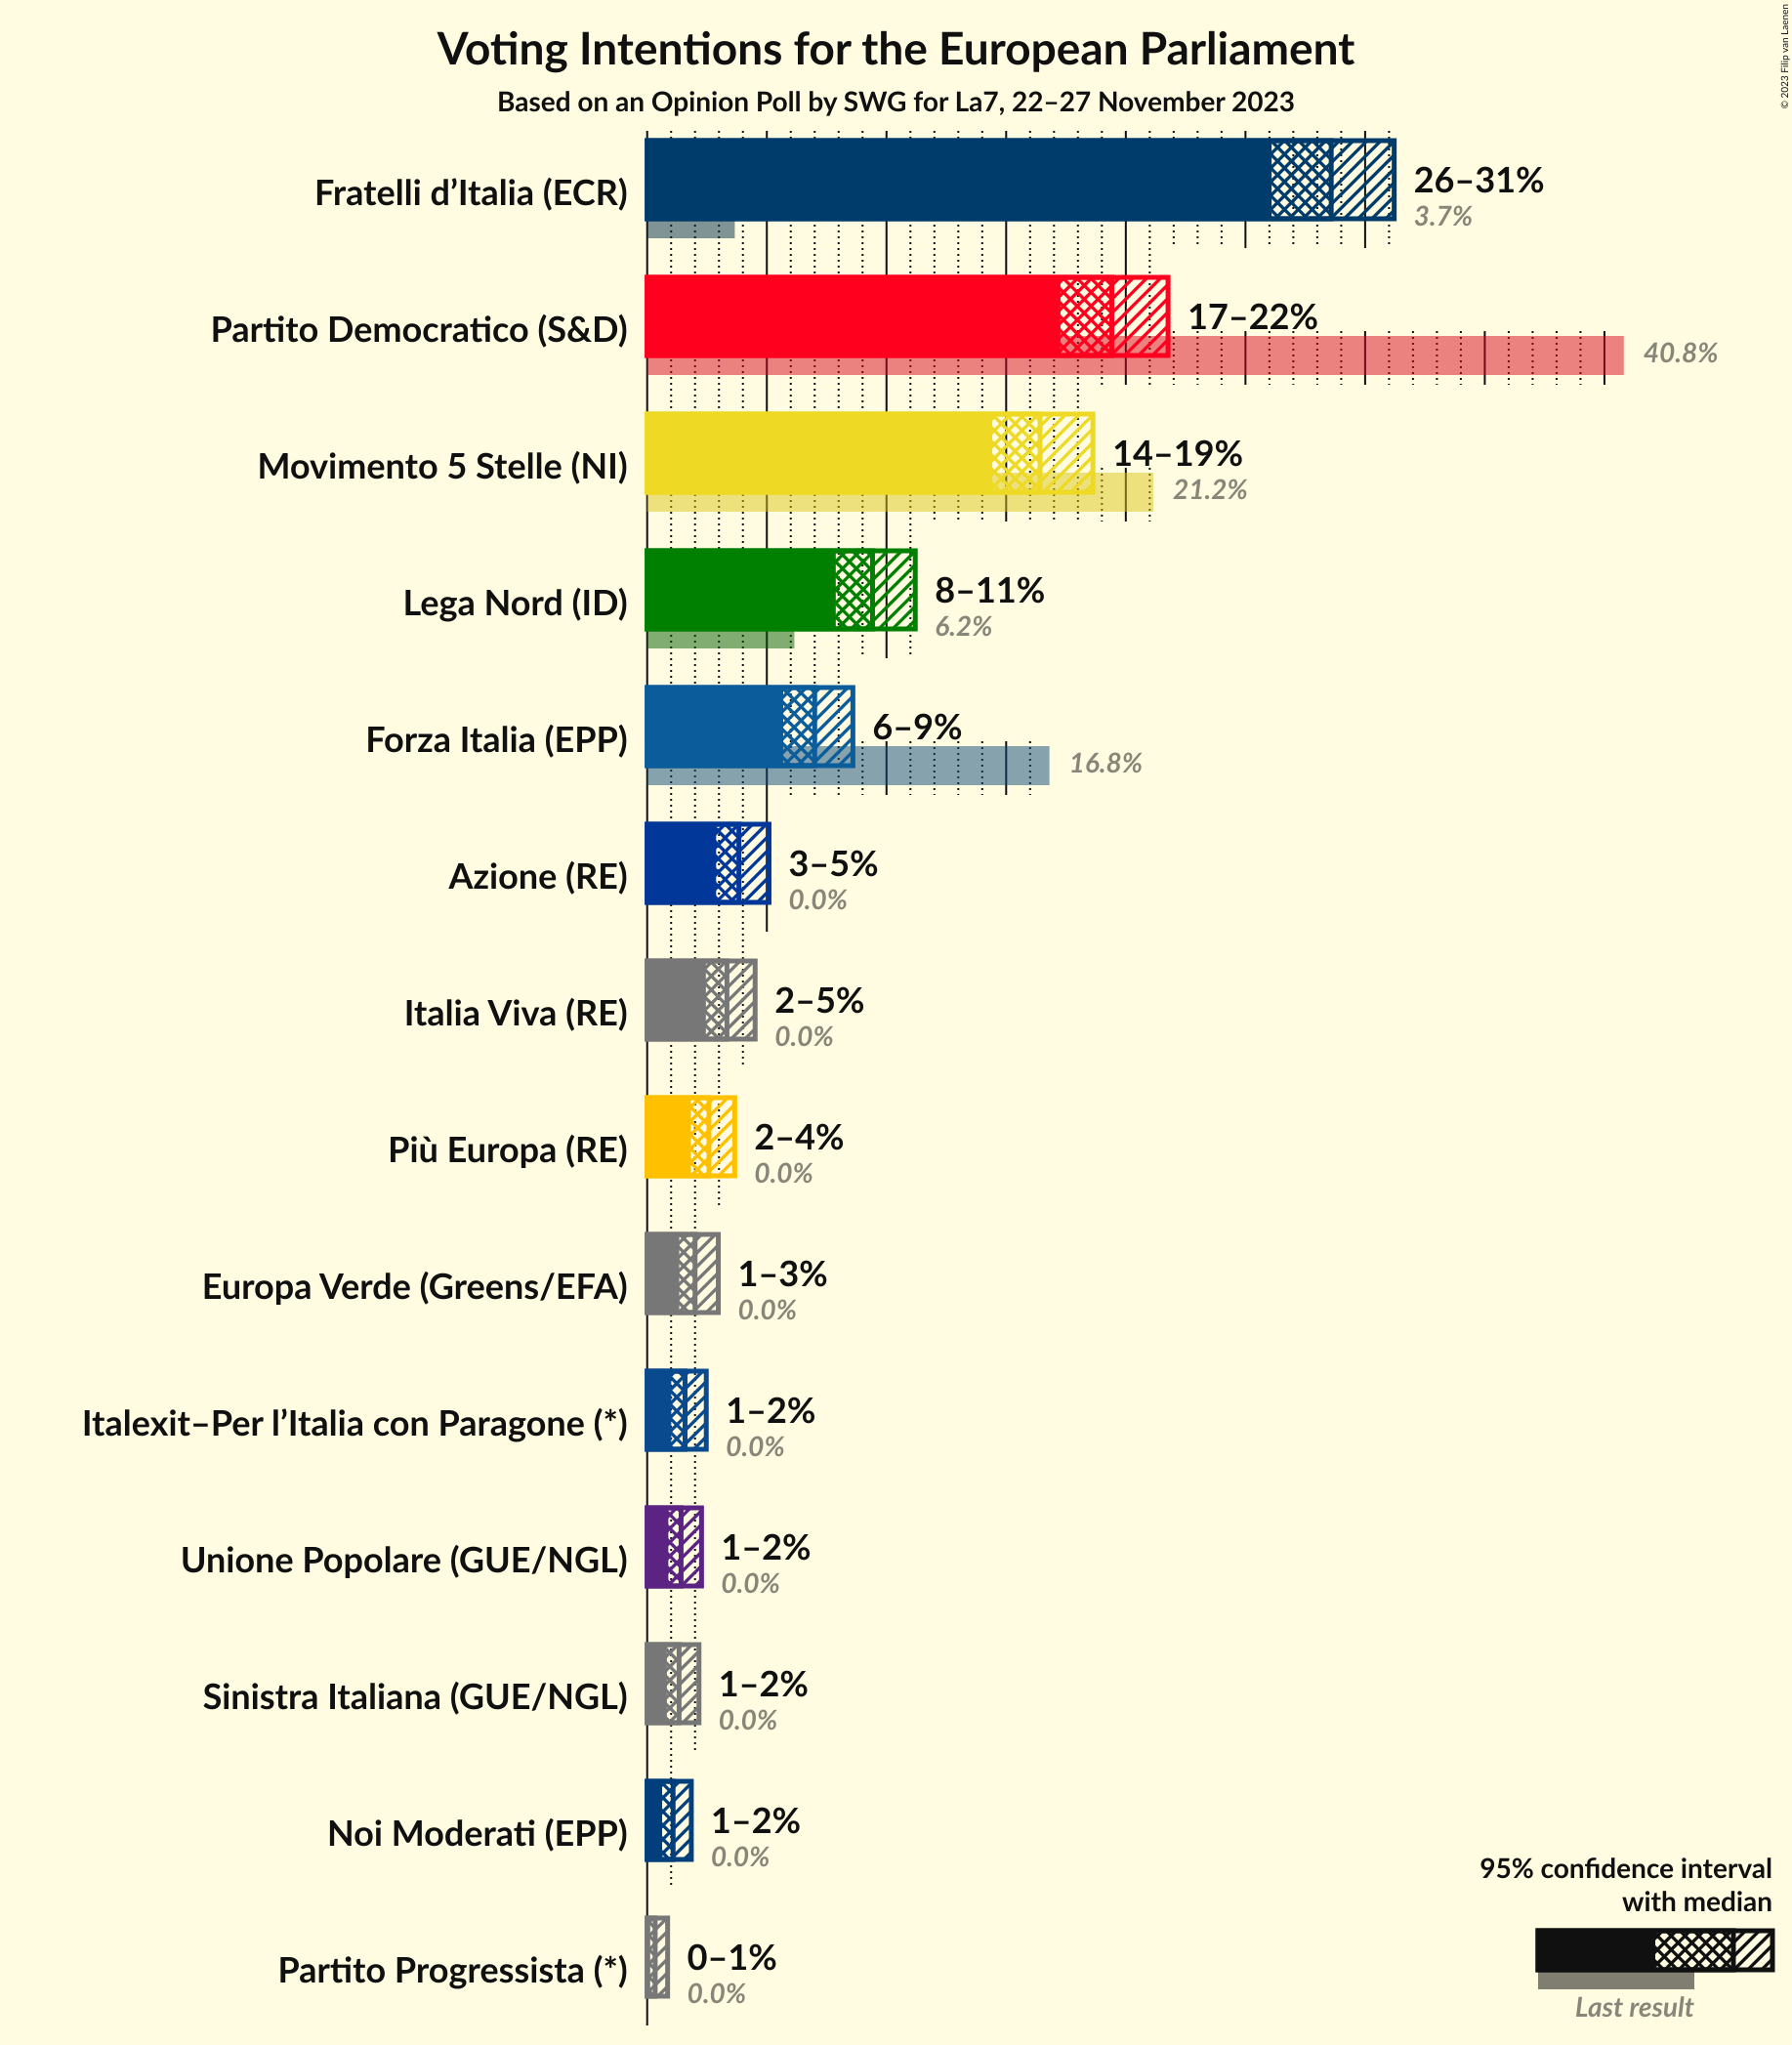 © 2023 Filip van Laenen
Voting Intentions for the European Parliament
Based on an Opinion Poll by SWG for La7, 22–27 November 2023
Fratelli d’Italia (ECR)
26–31%
3.7%
Partito Democratico (S&D)
17–22%
40.8%
Movimento 5 Stelle (NI)
14–19%
21.2%
Lega Nord (ID)
8–11%
6.2%
Forza Italia (EPP)
6–9%
16.8%
Azione (RE)
3–5%
0.0%
Italia Viva (RE)
2–5%
0.0%
Più Europa (RE)
2–4%
0.0%
Europa Verde (Greens/EFA)
1–3%
0.0%
Italexit–Per l’Italia con Paragone (*)
1–2%
0.0%
Unione Popolare (GUE/NGL)
1–2%
0.0%
Sinistra Italiana (GUE/NGL)
1–2%
0.0%
Noi Moderati (EPP)
1–2%
0.0%
Partito Progressista (*)
0–1%
0.0%
95% confidence interval
with median
Last result